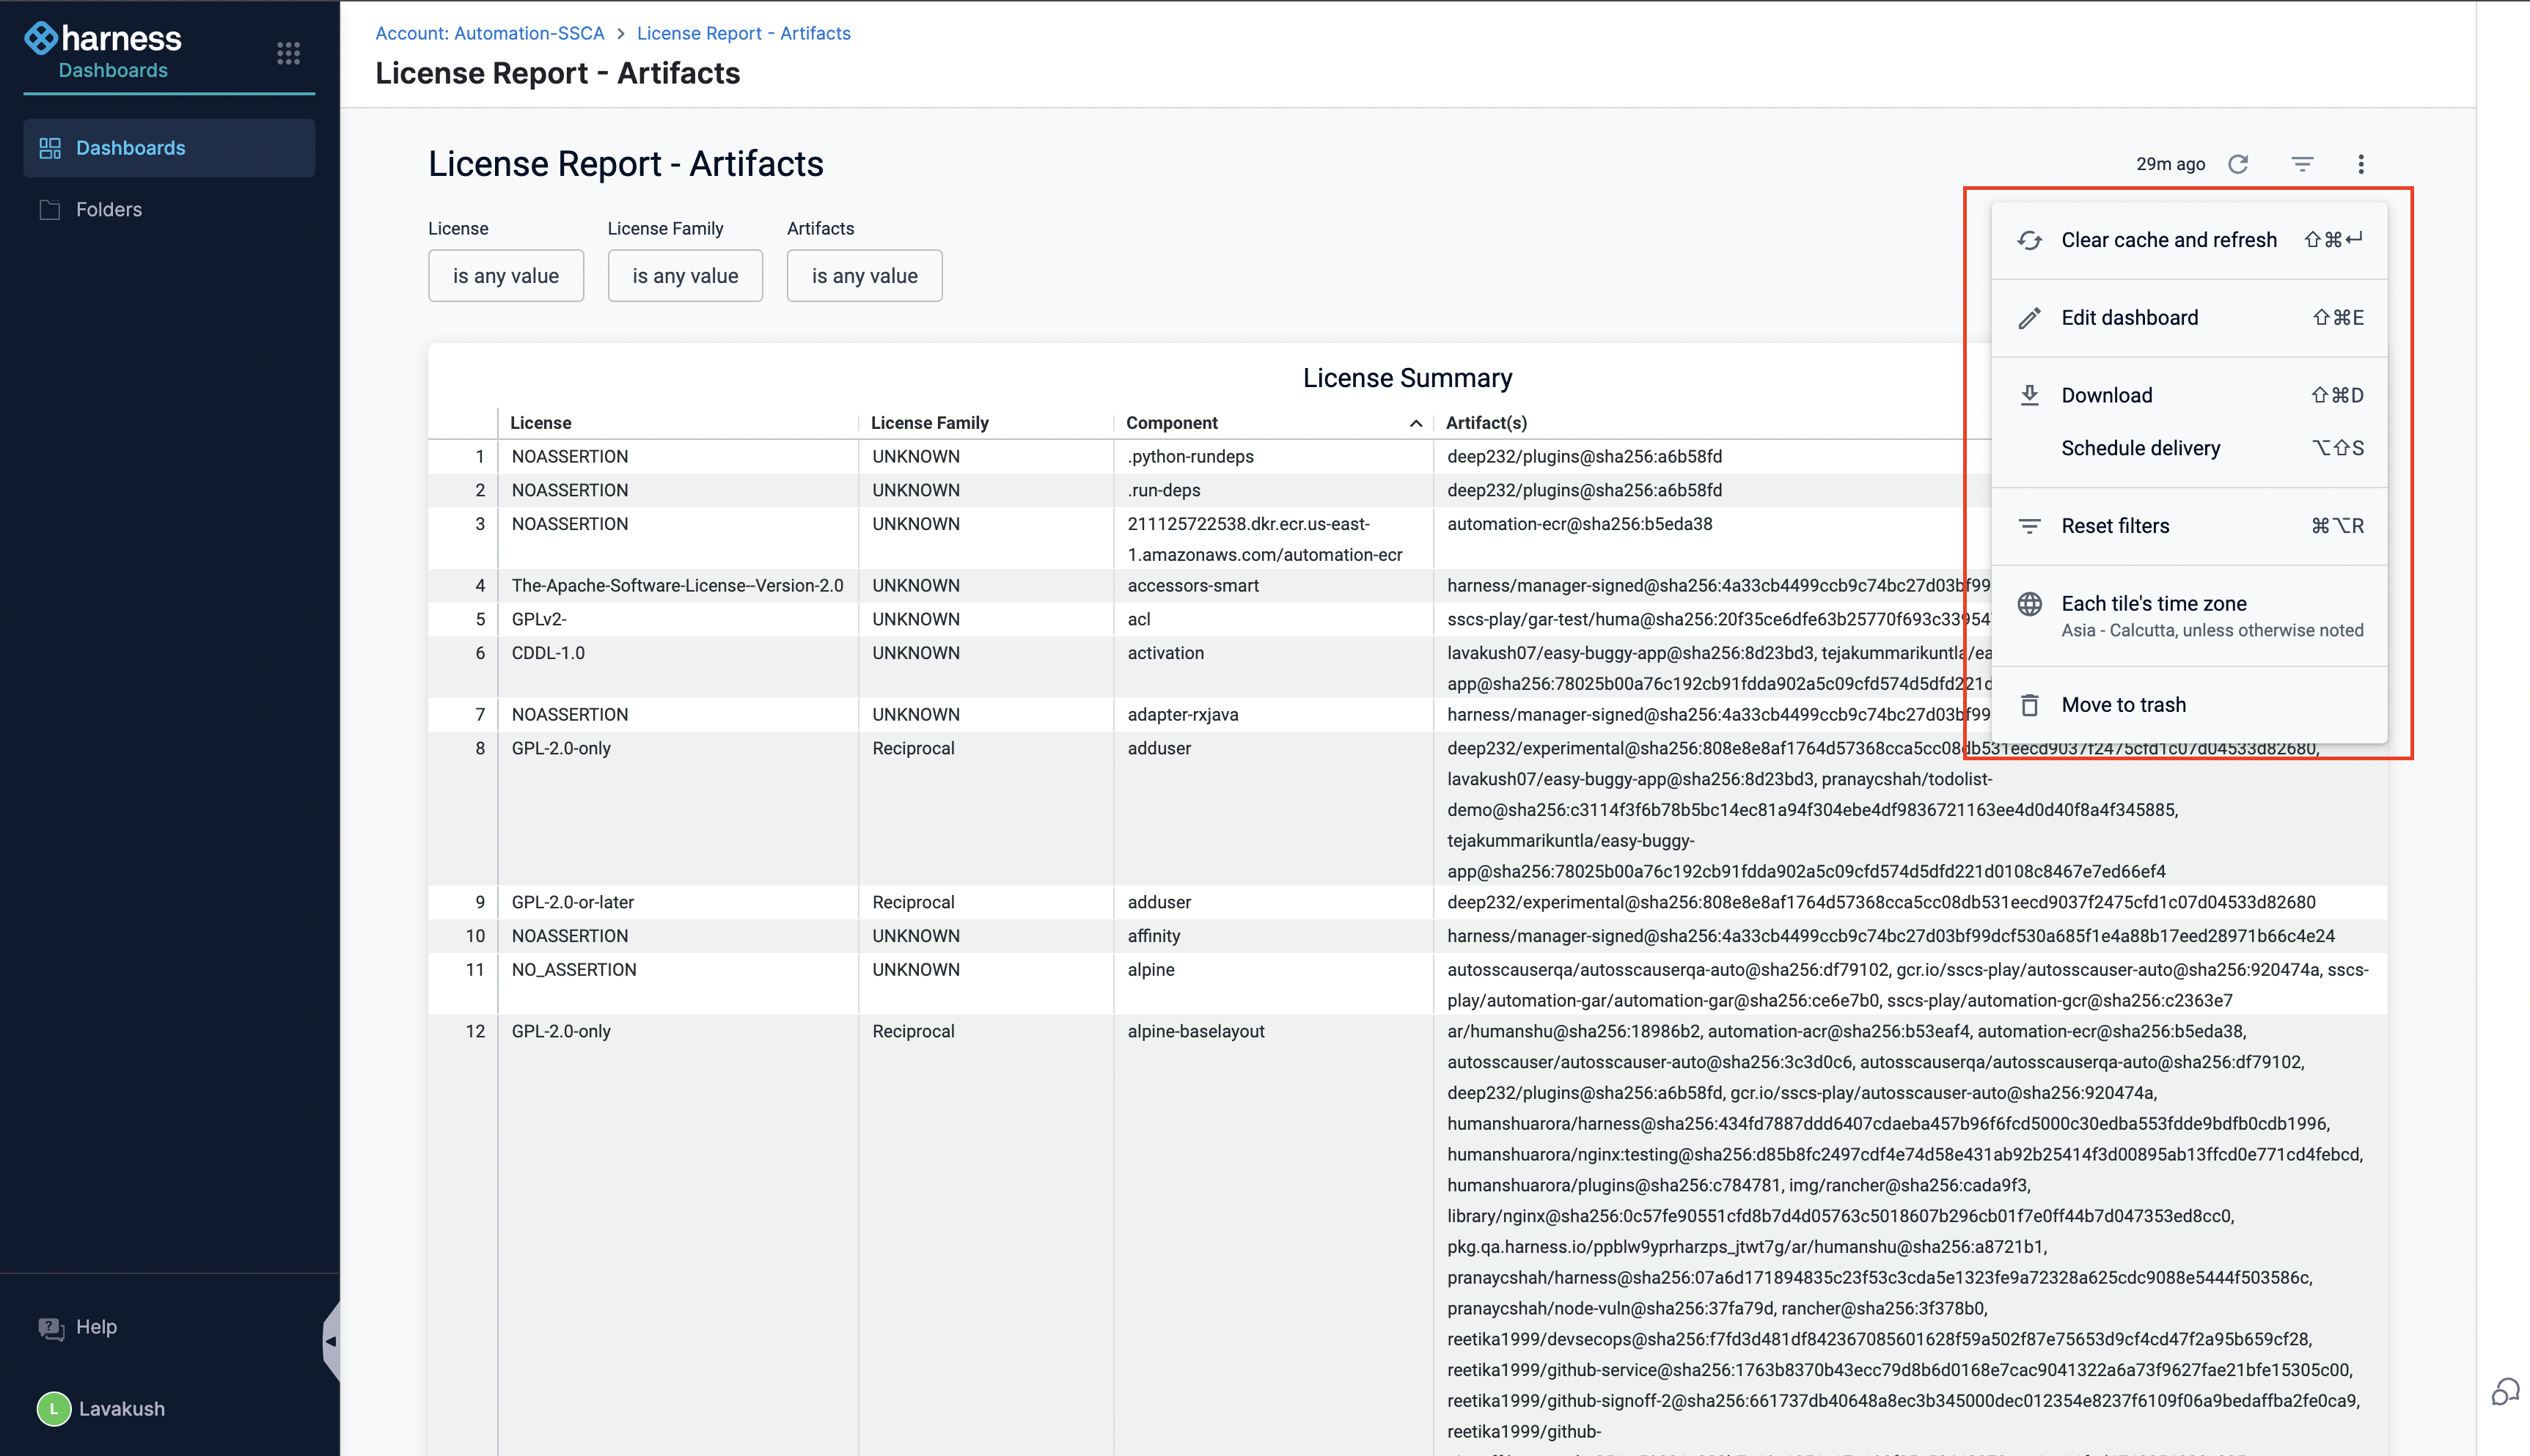 harness
Dashboards
Dashboards
Folders
Help
L
Lavakush
Account: Automation-SSCA > License Report - Artifacts
License Report - Artifacts
License Report - Artifacts
29m ago
License
License Family
Artifacts
is any value
is any value
is any value
Clear cache and refresh ⇧⌘↵
Edit dashboard ⇧⌘E
Download ⇧⌘D
Schedule delivery ⌥⇧S
Reset filters ⌘⌥R
Each tile's time zone
Asia - Calcutta, unless otherwise noted
Move to trash
License Summary
License License Family Component Artifact(s)
1 NOASSERTION UNKNOWN .python-rundeps deep232/plugins@sha256:a6b58fd
2 NOASSERTION UNKNOWN .run-deps deep232/plugins@sha256:a6b58fd
3 NOASSERTION UNKNOWN 211125722538.dkr.ecr.us-east- automation-ecr@sha256:b5eda38
1.amazonaws.com/automation-ecr
4 The-Apache-Software-License--Version-2.0 UNKNOWN accessors-smart harness/manager-signed@sha256:4a33cb4499ccb9c74bc27d03bf99
5 GPLv2- UNKNOWN acl sscs-play/gar-test/huma@sha256:20f35ce6dfe63b25770f693c33954
6 CDDL-1.0 UNKNOWN activation lavakush07/easy-buggy-app@sha256:8d23bd3, tejakummarikuntla/ea
app@sha256:78025b00a76c192cb91fdda902a5c09cfd574d5dfd221d
7 NOASSERTION UNKNOWN adapter-rxjava harness/manager-signed@sha256:4a33cb4499ccb9c74bc27d03bf99
8 GPL-2.0-only Reciprocal adduser deep232/experimental@sha256:808e8e8af1764d57368cca5cc08db531eecd9037f2475cfd1c07d04533d82680,
lavakush07/easy-buggy-app@sha256:8d23bd3, pranaycshah/todolist-
demo@sha256:c3114f3f6b78b5bc14ec81a94f304ebe4df9836721163ee4d0d40f8a4f345885,
tejakummarikuntla/easy-buggy-
app@sha256:78025b00a76c192cb91fdda902a5c09cfd574d5dfd221d0108c8467e7ed66ef4
9 GPL-2.0-or-later Reciprocal adduser deep232/experimental@sha256:808e8e8af1764d57368cca5cc08db531eecd9037f2475cfd1c07d04533d82680
10 NOASSERTION UNKNOWN affinity harness/manager-signed@sha256:4a33cb4499ccb9c74bc27d03bf99dcf530a685f1e4a88b17eed28971b66c4e24
11 NO_ASSERTION UNKNOWN alpine autosscauserqa/autosscauserqa-auto@sha256:df79102, gcr.io/sscs-play/autosscauser-auto@sha256:920474a, sscs-
play/automation-gar/automation-gar@sha256:ce6e7b0, sscs-play/automation-gcr@sha256:c2363e7
12 GPL-2.0-only Reciprocal alpine-baselayout ar/humanshu@sha256:18986b2, automation-acr@sha256:b53eaf4, automation-ecr@sha256:b5eda38,
autosscauser/autosscauser-auto@sha256:3c3d0c6, autosscauserqa/autosscauserqa-auto@sha256:df79102,
deep232/plugins@sha256:a6b58fd, gcr.io/sscs-play/autosscauser-auto@sha256:920474a,
humanshuarora/harness@sha256:434fd7887ddd6407cdaeba457b96f6fcd5000c30edba553fdde9bdfb0cdb1996,
humanshuarora/nginx:testing@sha256:d85b8fc2497cdf4e74d58e431ab92b25414f3d00895ab13ffcd0e771cd4febcd,
humanshuarora/plugins@sha256:c784781, img/rancher@sha256:cada9f3,
library/nginx@sha256:0c57fe90551cfd8b7d4d05763c5018607b296cb01f7e0ff44b7d047353ed8cc0,
pkg.qa.harness.io/ppblw9yprharzps_jtwt7g/ar/humanshu@sha256:a8721b1,
pranaycshah/harness@sha256:07a6d171894835c23f53c3cda5e1323fe9a72328a625cdc9088e5444f503586c,
pranaycshah/node-vuln@sha256:37fa79d, rancher@sha256:3f378b0,
reetika1999/devsecops@sha256:f7fd3d481df842367085601628f59a502f87e75653d9cf4cd47f2a95b659cf28,
reetika1999/github-service@sha256:1763b8370b43ecc79d8b6d0168e7cac9041322a6a73f9627fae21bfe15305c00,
reetika1999/github-signoff-2@sha256:661737db40648a8ec3b345000dec012354e8237f6109f06a9bedaffba2fe0ca9,
reetika1999/github-